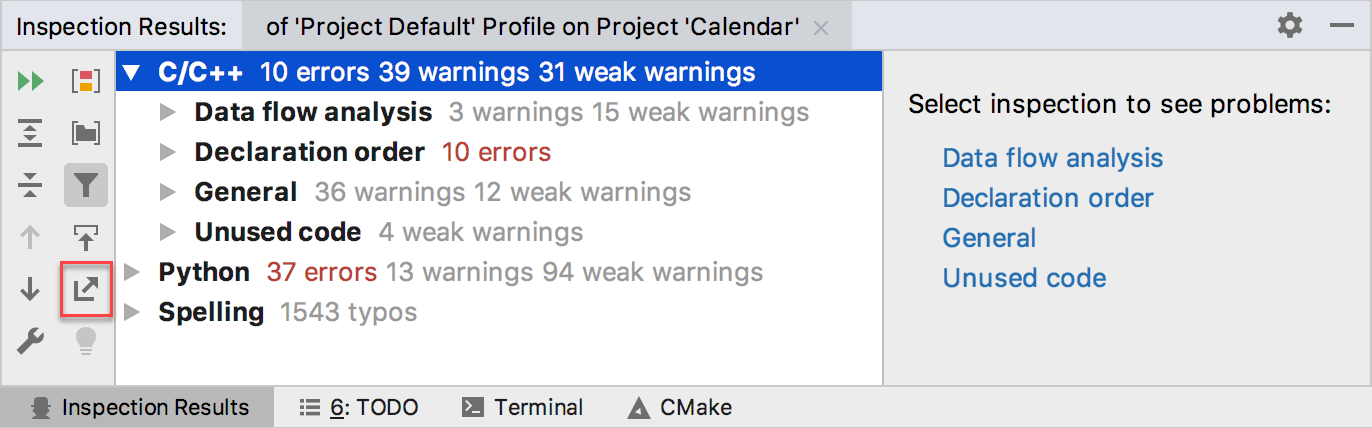 Inspection Results: of 'Project Default' Profile on Project 'Calendar'
C/C++ 10 errors 39 warnings 31 weak warnings
Data flow analysis 3 warnings 15 weak warnings
Declaration order 10 errors
General 36 warnings 12 weak warnings
Unused code 4 weak warnings
Python 37 errors 13 warnings 94 weak warnings
Spelling 1543 typos
Select inspection to see problems:
Data flow analysis
Declaration order
General
Unused code
Inspection Results 6: TODO Terminal CMake